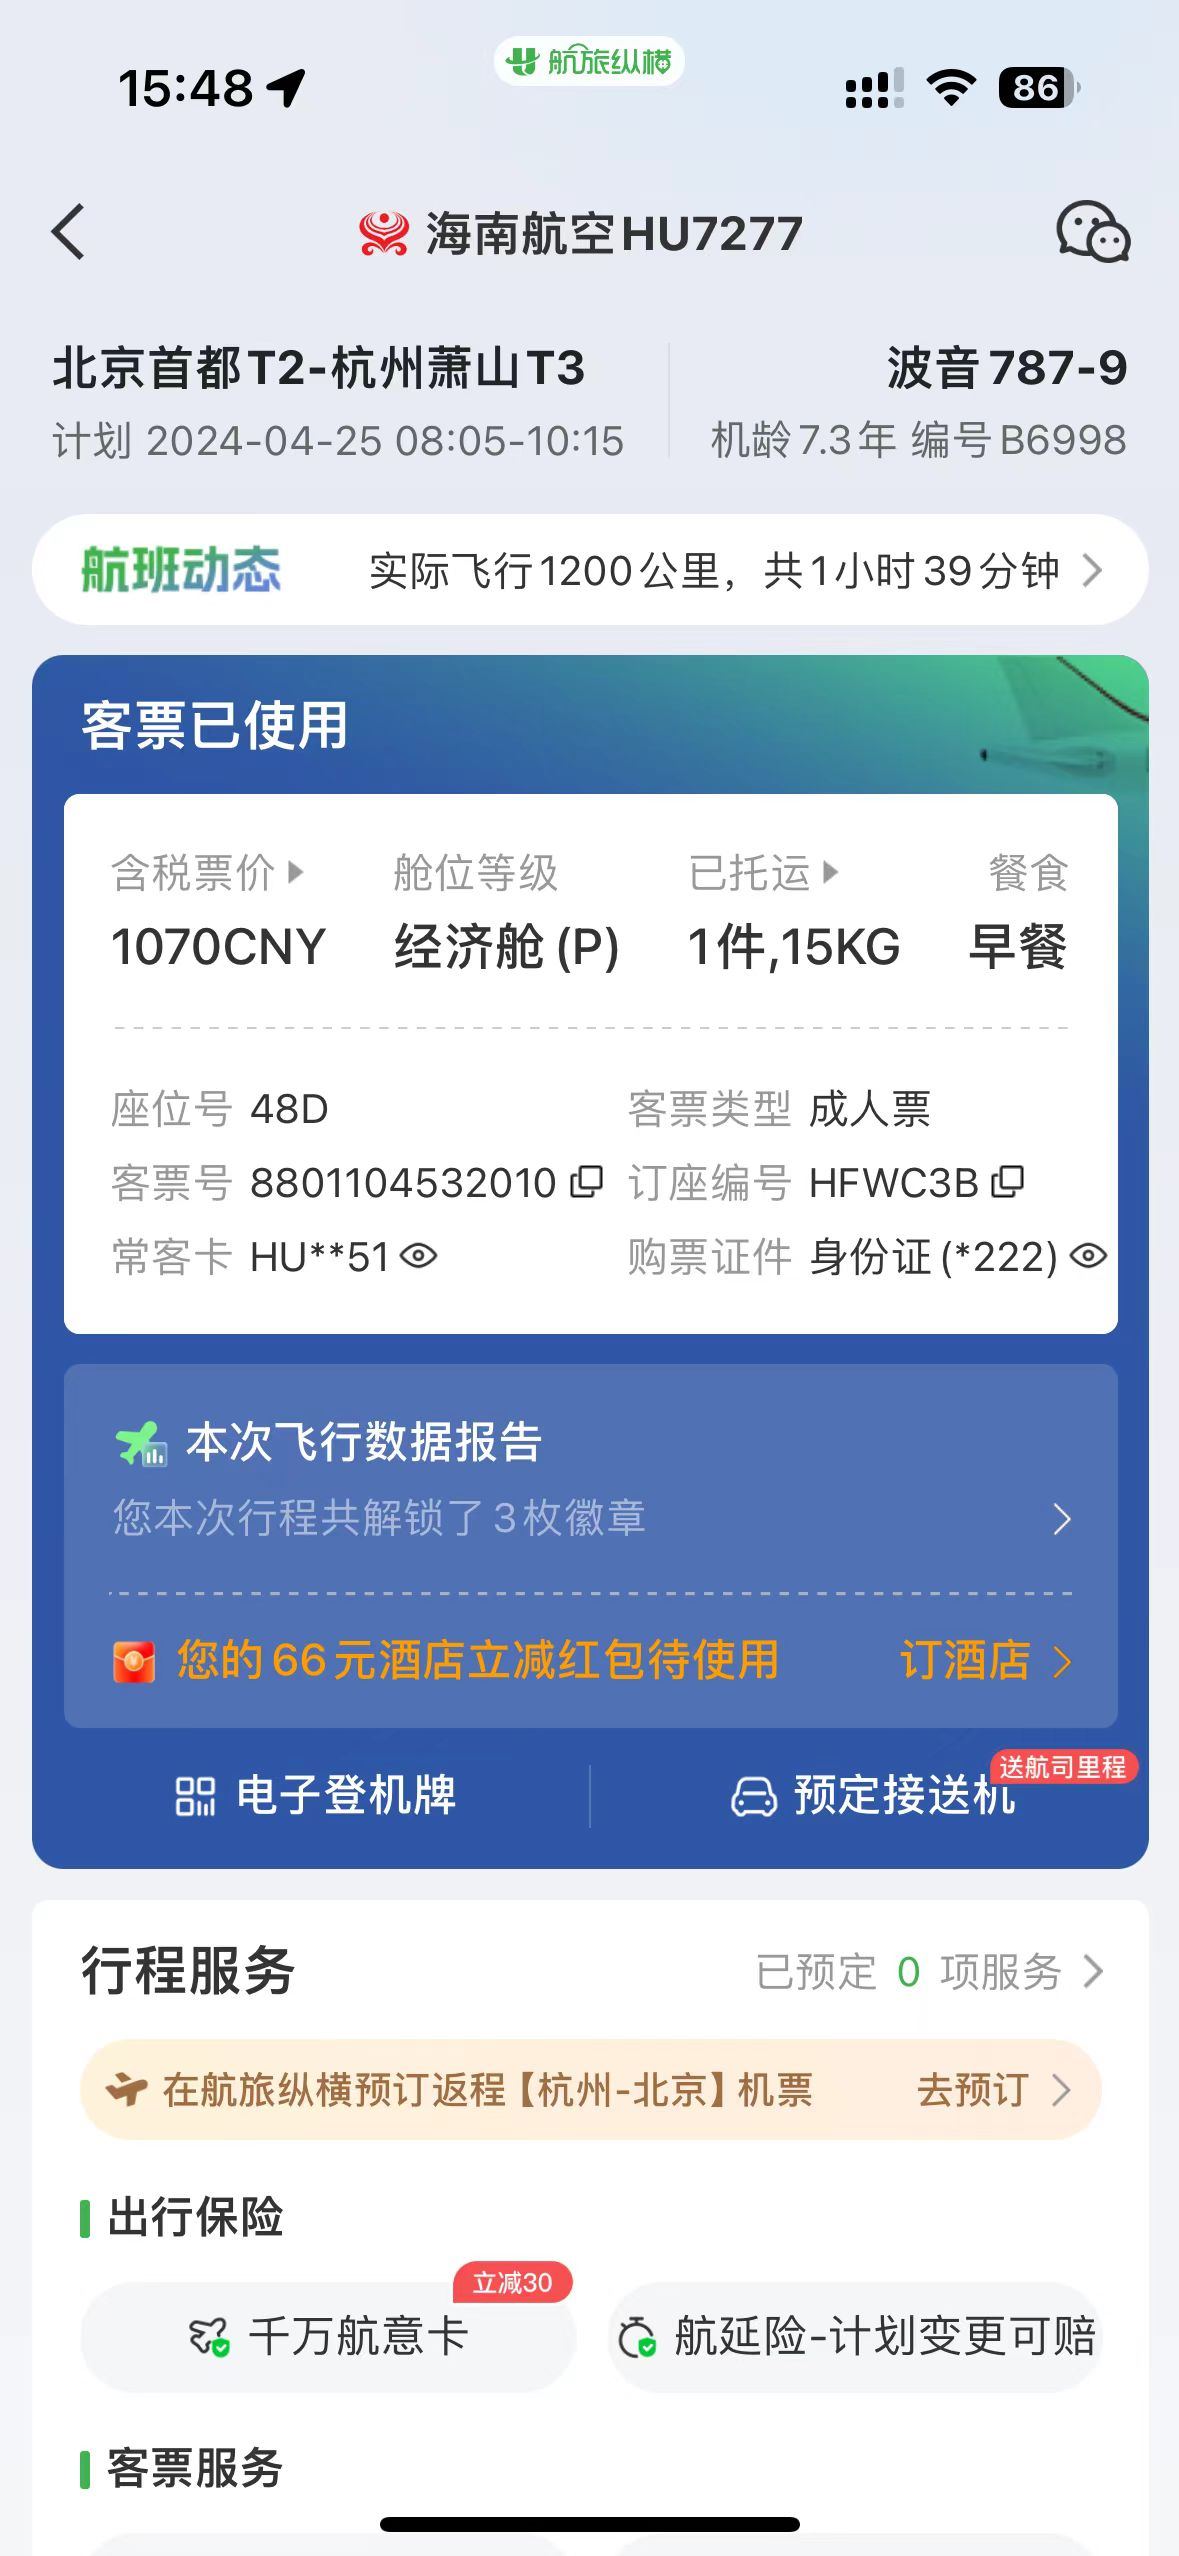 航旅纵横
15:48
86
海南航空HU7277
北京首都T2-杭州萧山T3
波音787-9
计划 2024-04-25 08:05-10:15
机龄7.3年 编号B6998
航班动态
实际飞行1200公里，共1小时39分钟
客票已使用
含税票价 舱位等级 已托运 餐食
1070CNY 经济舱(P) 1件,15KG 早餐
座位号 48D 客票类型 成人票
客票号 8801104532010 订座编号 HFWC3B
常客卡 HU**51 购票证件 身份证(*222)
本次飞行数据报告
您本次行程共解锁了3枚徽章
您的66元酒店立减红包待使用 订酒店
送航司里程
电子登机牌 预定接送机
行程服务 已预定 0 项服务
在航旅纵横预订返程【杭州-北京】机票 去预订
出行保险
立减30
千万航意卡 航延险-计划变更可赔
客票服务